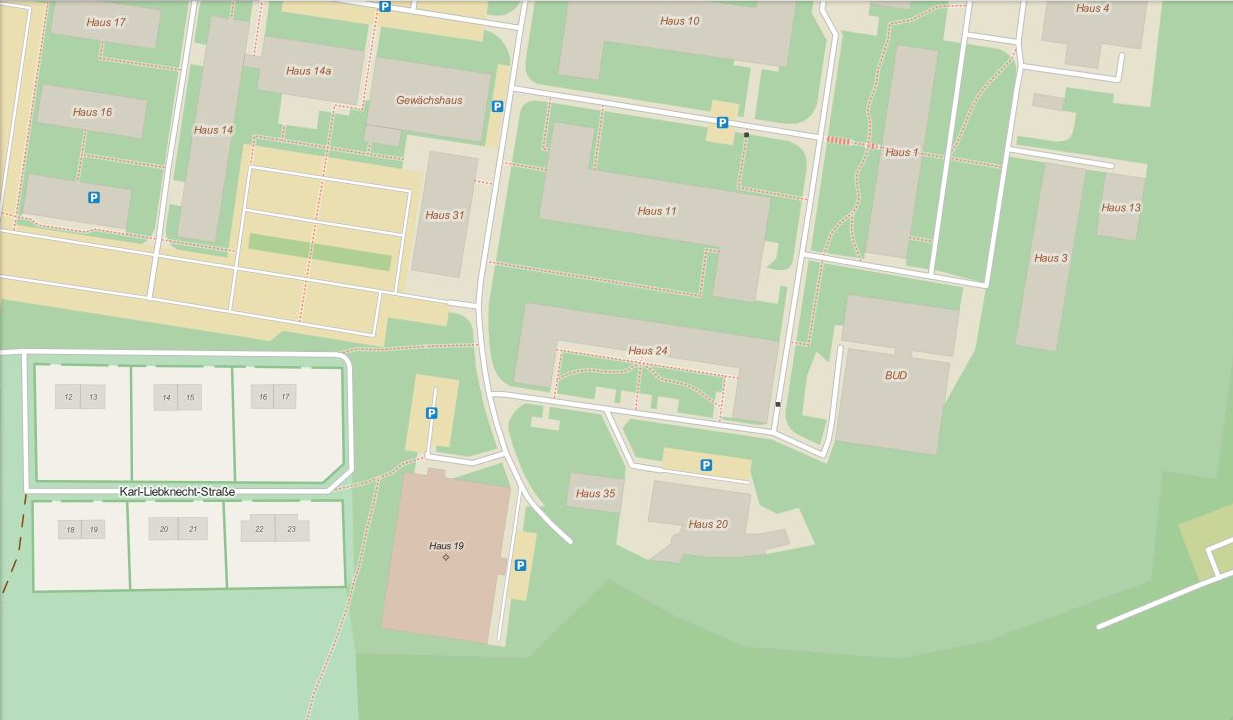 P
Haus 4
Haus 17
Haus 10
Haus 14a
Gewächshaus
P
Haus 16
P
Haus 14
Haus 1
P
Haus 31
Haus 11
Haus 13
Haus 3
Haus 24
BUD
12 13
14 15
16 17
P
P
Karl-Liebknecht-Straße
Haus 35
18 19
20 21
22 23
Haus 20
Haus 19
P